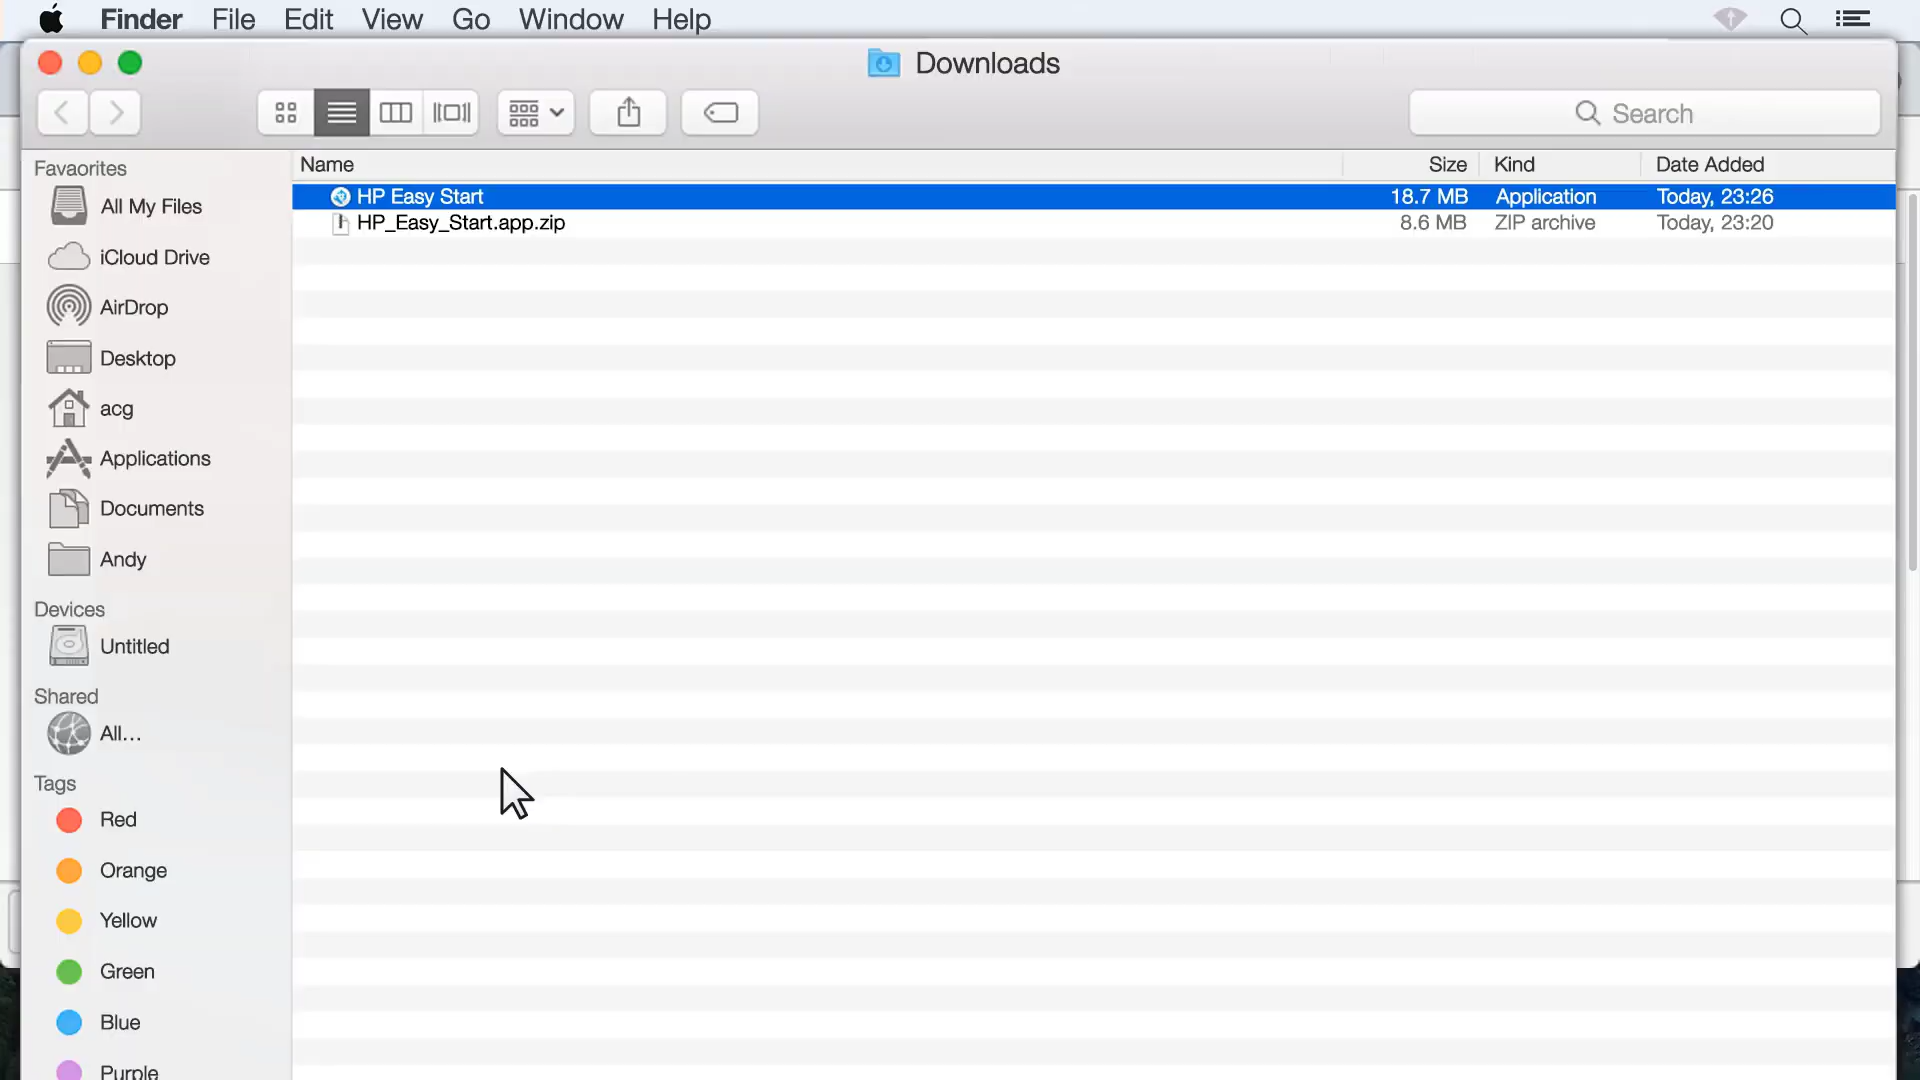 Finder File Edit View Go Window Help
Downloads
Search
Favaorites
All My Files
iCloud Drive
AirDrop
Desktop
acg
Applications
Documents
Andy
Devices
Untitled
Shared
All...
Tags
Red
Orange
Yellow
Green
Blue
Purple
Name Size Kind Date Added
HP Easy Start 18.7 MB Application Today, 23:26
HP_Easy_Start.app.zip 8.6 MB ZIP archive Today, 23:20